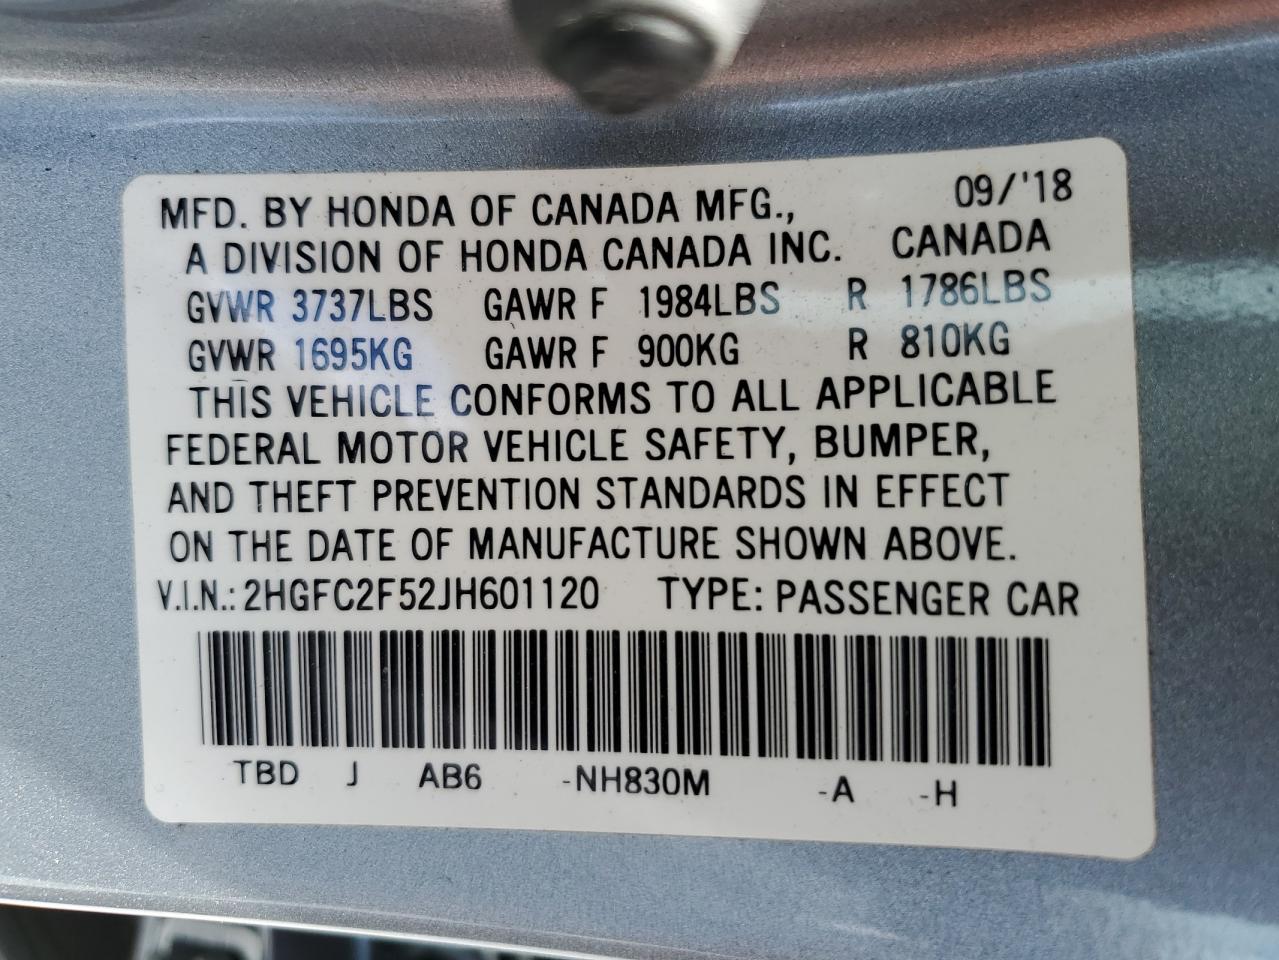 MFD. BY HONDA OF CANADA MFG., 09/'18
A DIVISION OF HONDA CANADA INC. CANADA
GVWR 3737LBS GAWR F 1984LBS R 1786LBS
GVWR 1695KG GAWR F 900KG R 810KG
THIS VEHICLE CONFORMS TO ALL APPLICABLE
FEDERAL MOTOR VEHICLE SAFETY, BUMPER,
AND THEFT PREVENTION STANDARDS IN EFFECT
ON THE DATE OF MANUFACTURE SHOWN ABOVE.
V.I.N.: 2HGFC2F52JH601120 TYPE: PASSENGER CAR
TBD J AB6 -NH830M -A -H